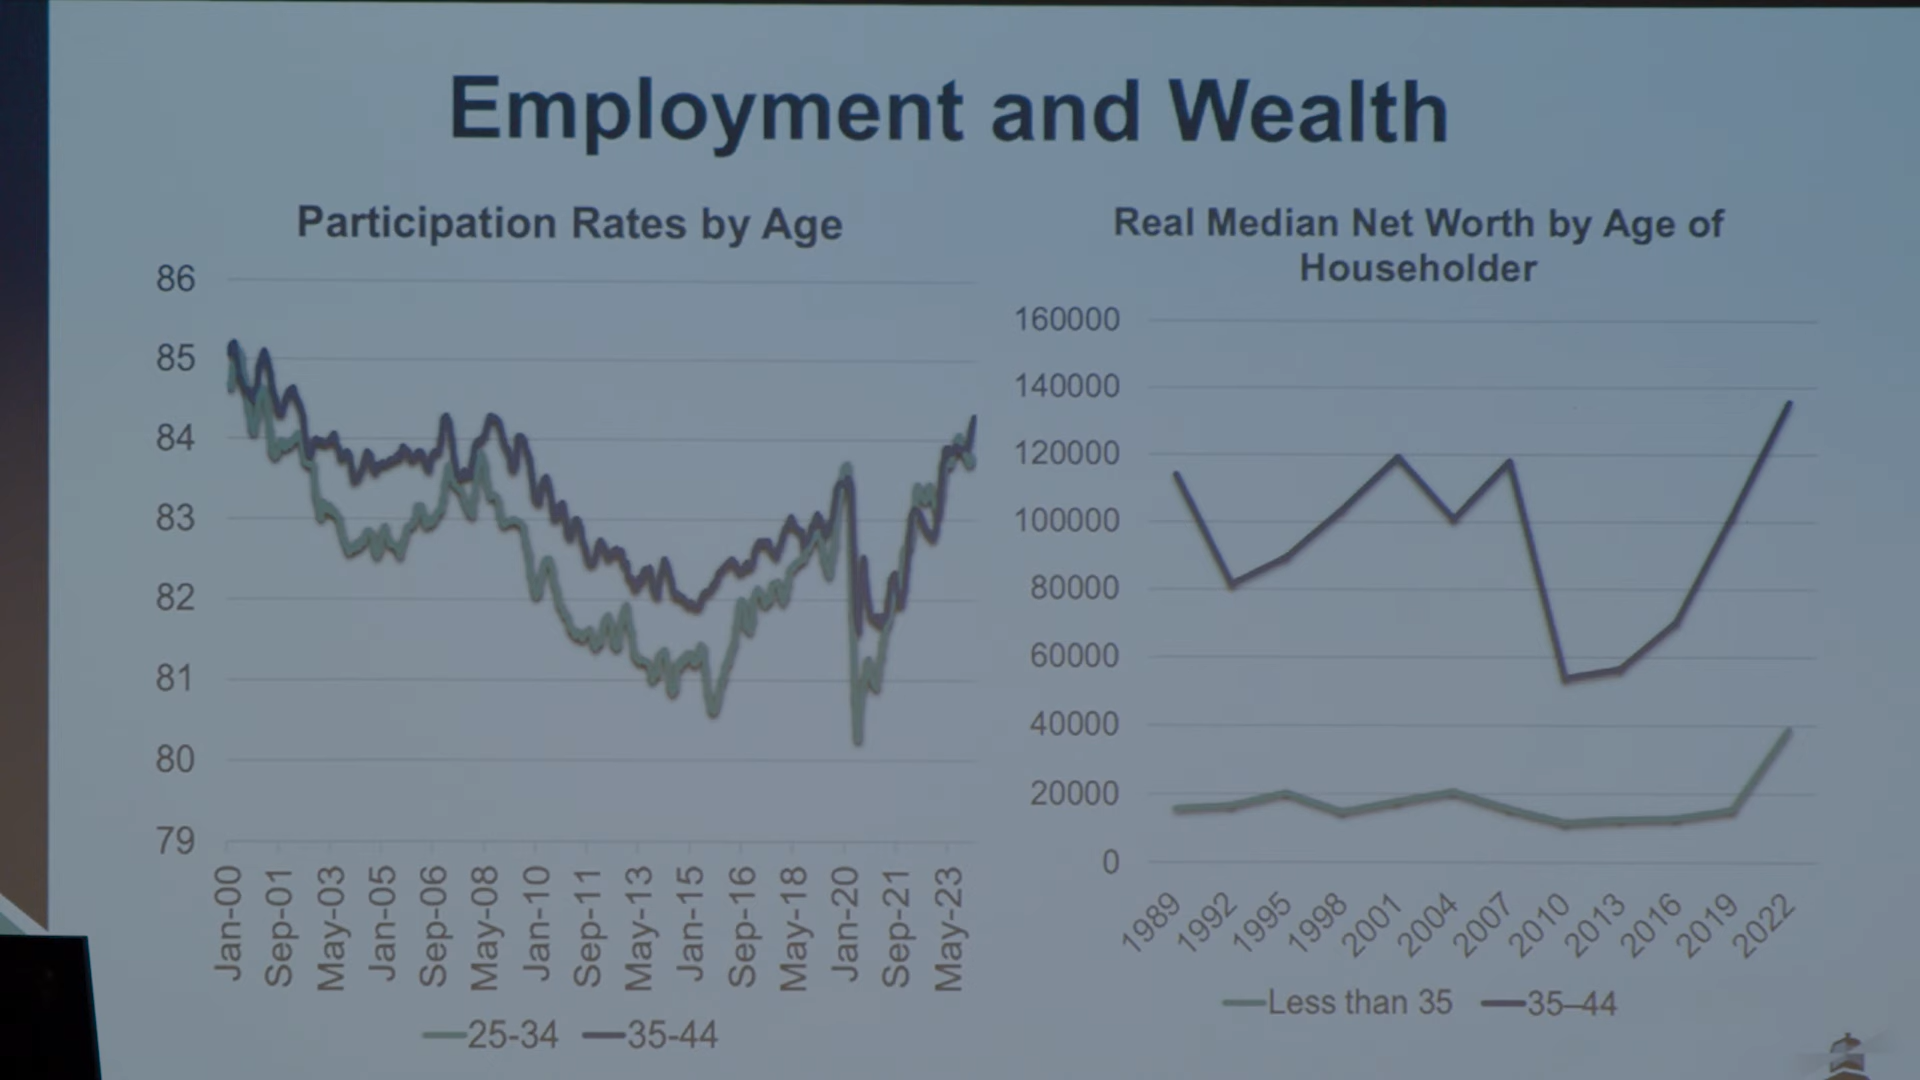 Employment and Wealth
Participation Rates by Age
86
85
84
83
82
81
80
79
Jan-00
Sep-01
May-03
Jan-05
Sep-06
May-08
Jan-10
Sep-11
May-13
Jan-15
Sep-16
May-18
Jan-20
Sep-21
May-23
25-34 35-44
Real Median Net Worth by Age of
Householder
160000
140000
120000
100000
80000
60000
40000
20000
0
1989
1992
1995
1998
2001
2004
2007
2010
2013
2016
2019
2022
Less than 35 35–44